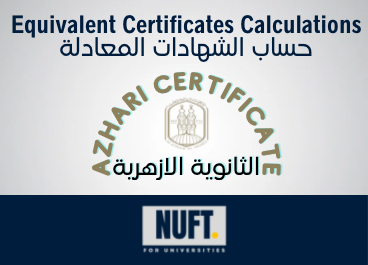 Equivalent Certificates Calculations
حساب الشهادات المعادلة
AZHARI CERTIFICATE
الثانوية الازهرية
NUFT.
FOR UNIVERSITIES